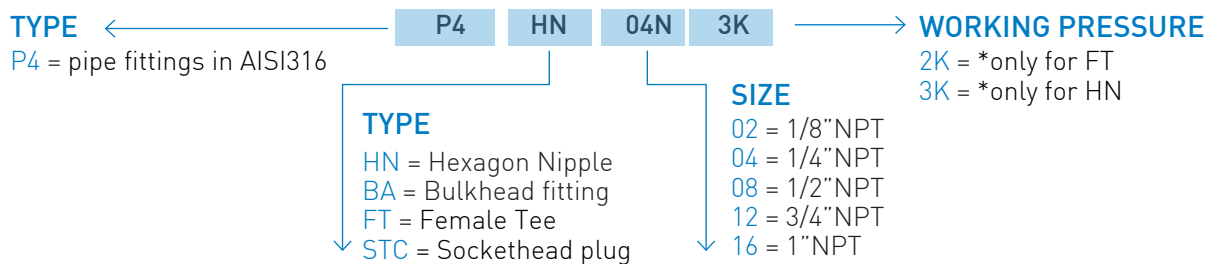 P4 HN 04N 3K
TYPE
P4 = pipe fittings in AISI316
WORKING PRESSURE
2K = *only for FT
3K = *only for HN
TYPE
HN = Hexagon Nipple
BA = Bulkhead fitting
FT = Female Tee
STC = Sockethead plug
SIZE
02 = 1/8”NPT
04 = 1/4”NPT
08 = 1/2”NPT
12 = 3/4”NPT
16 = 1”NPT